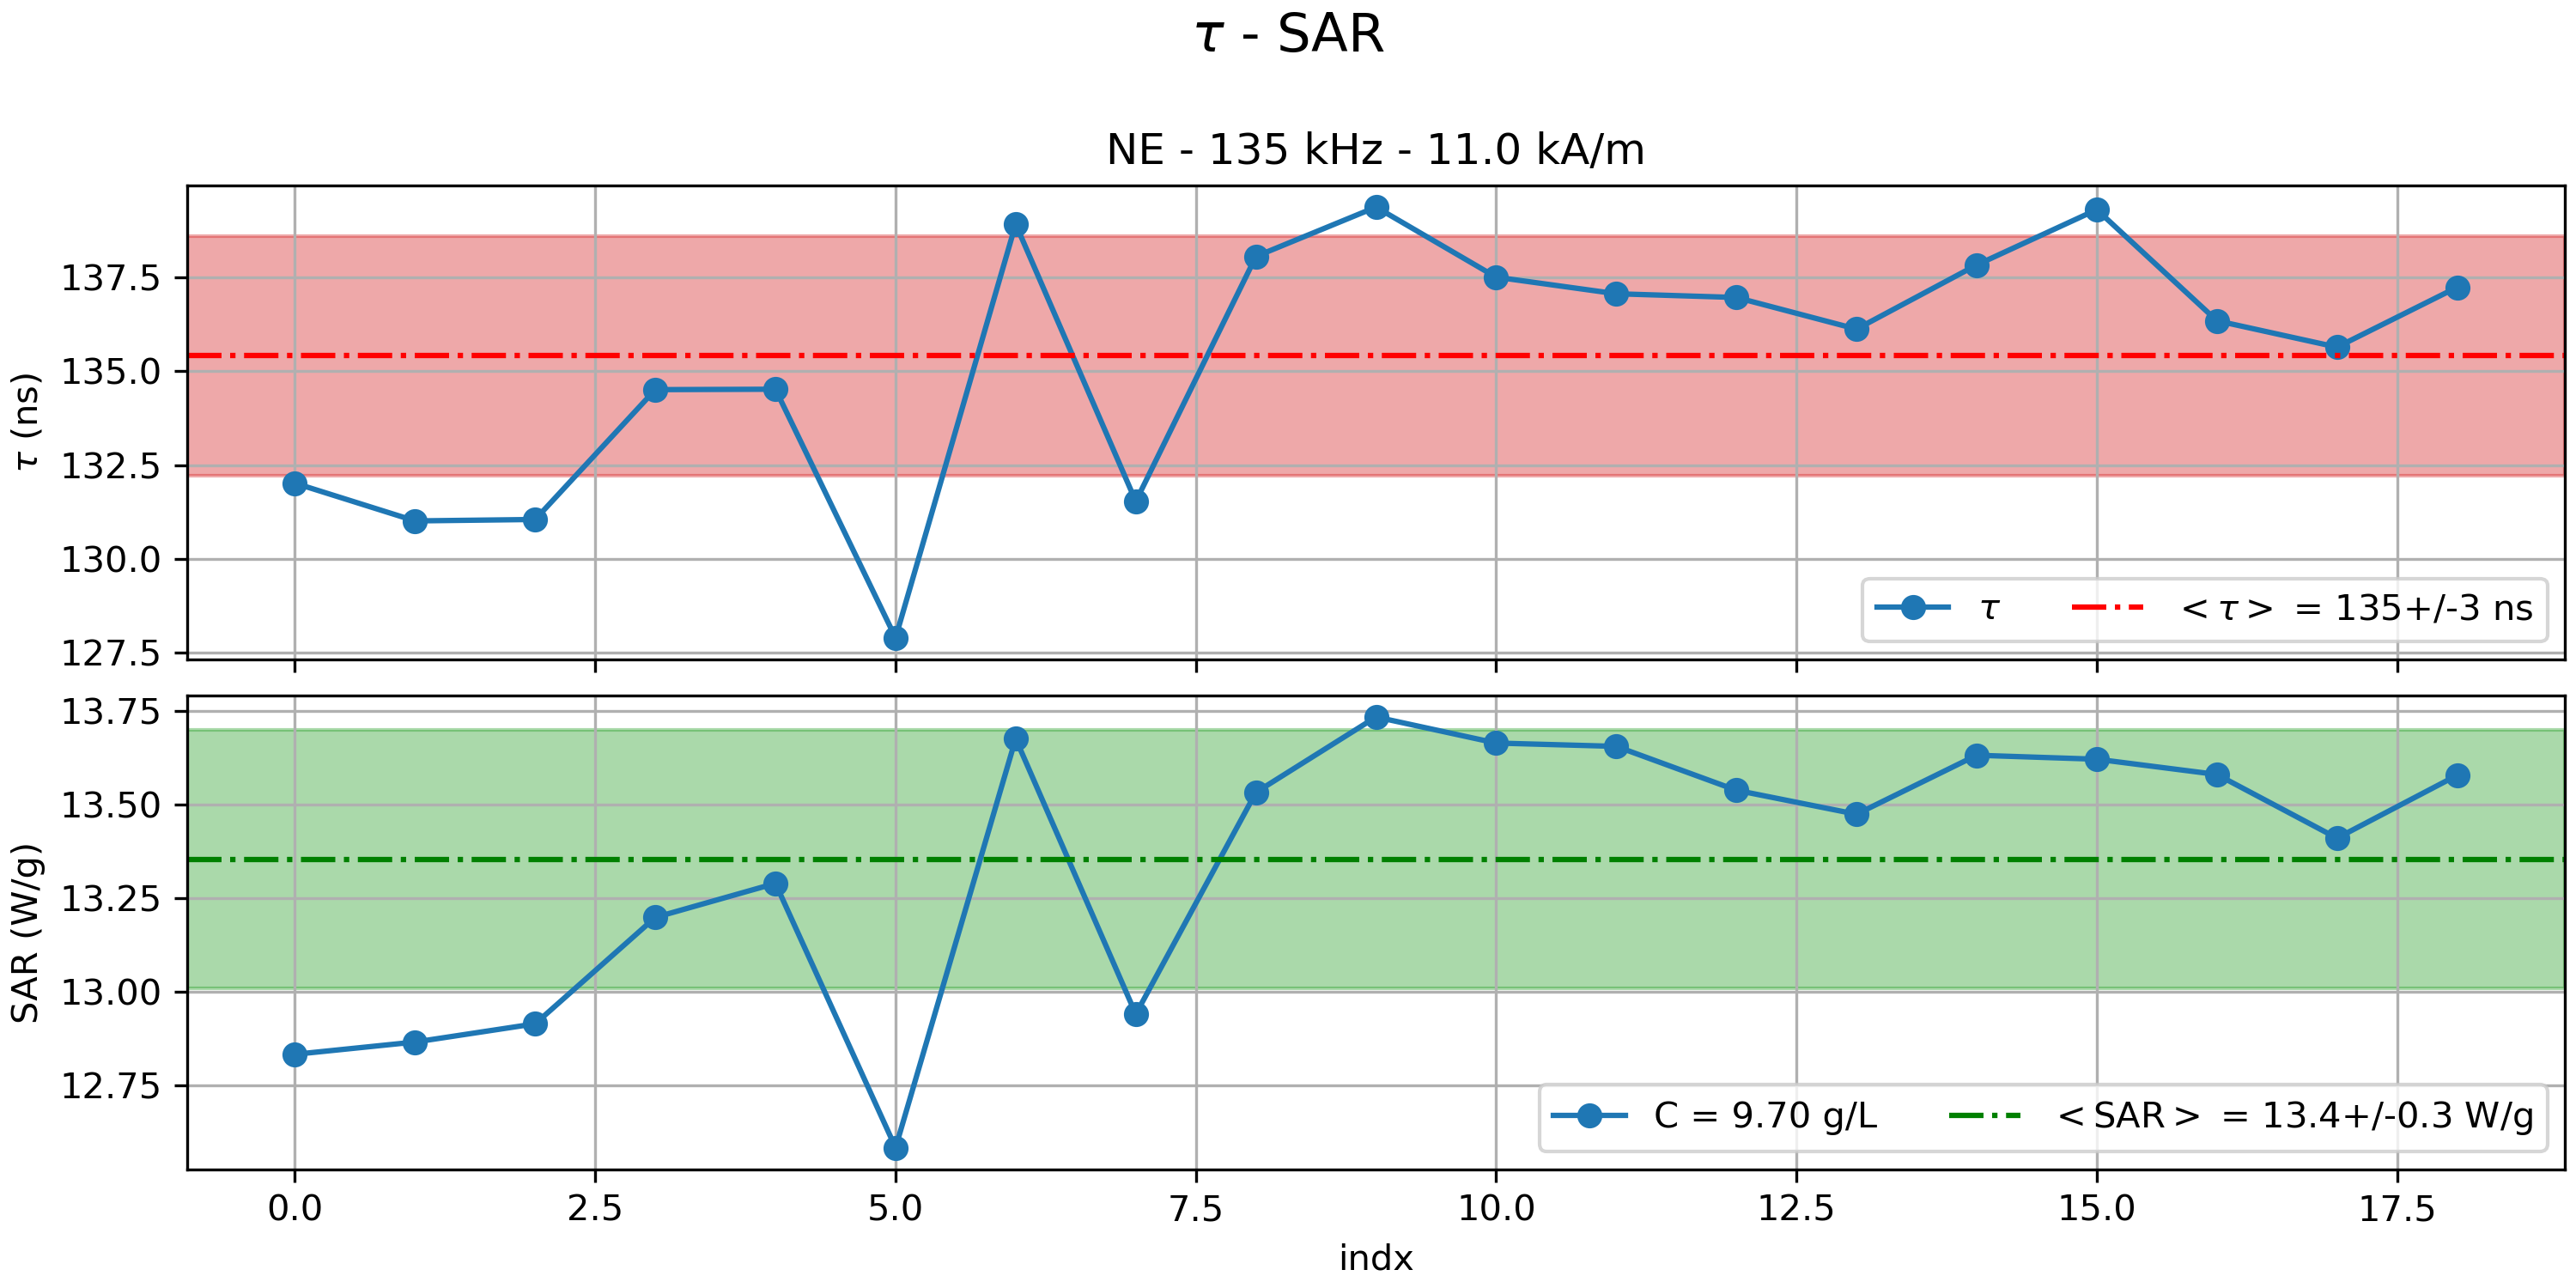 τ - SAR
NE - 135 kHz - 11.0 kA/m
137.5
135.0
132.5
130.0
127.5
τ (ns)
τ
<τ> = 135+/-3 ns
13.75
13.50
13.25
13.00
12.75
SAR (W/g)
C = 9.70 g/L
<SAR> = 13.4+/-0.3 W/g
0.0 2.5 5.0 7.5 10.0 12.5 15.0 17.5
indx